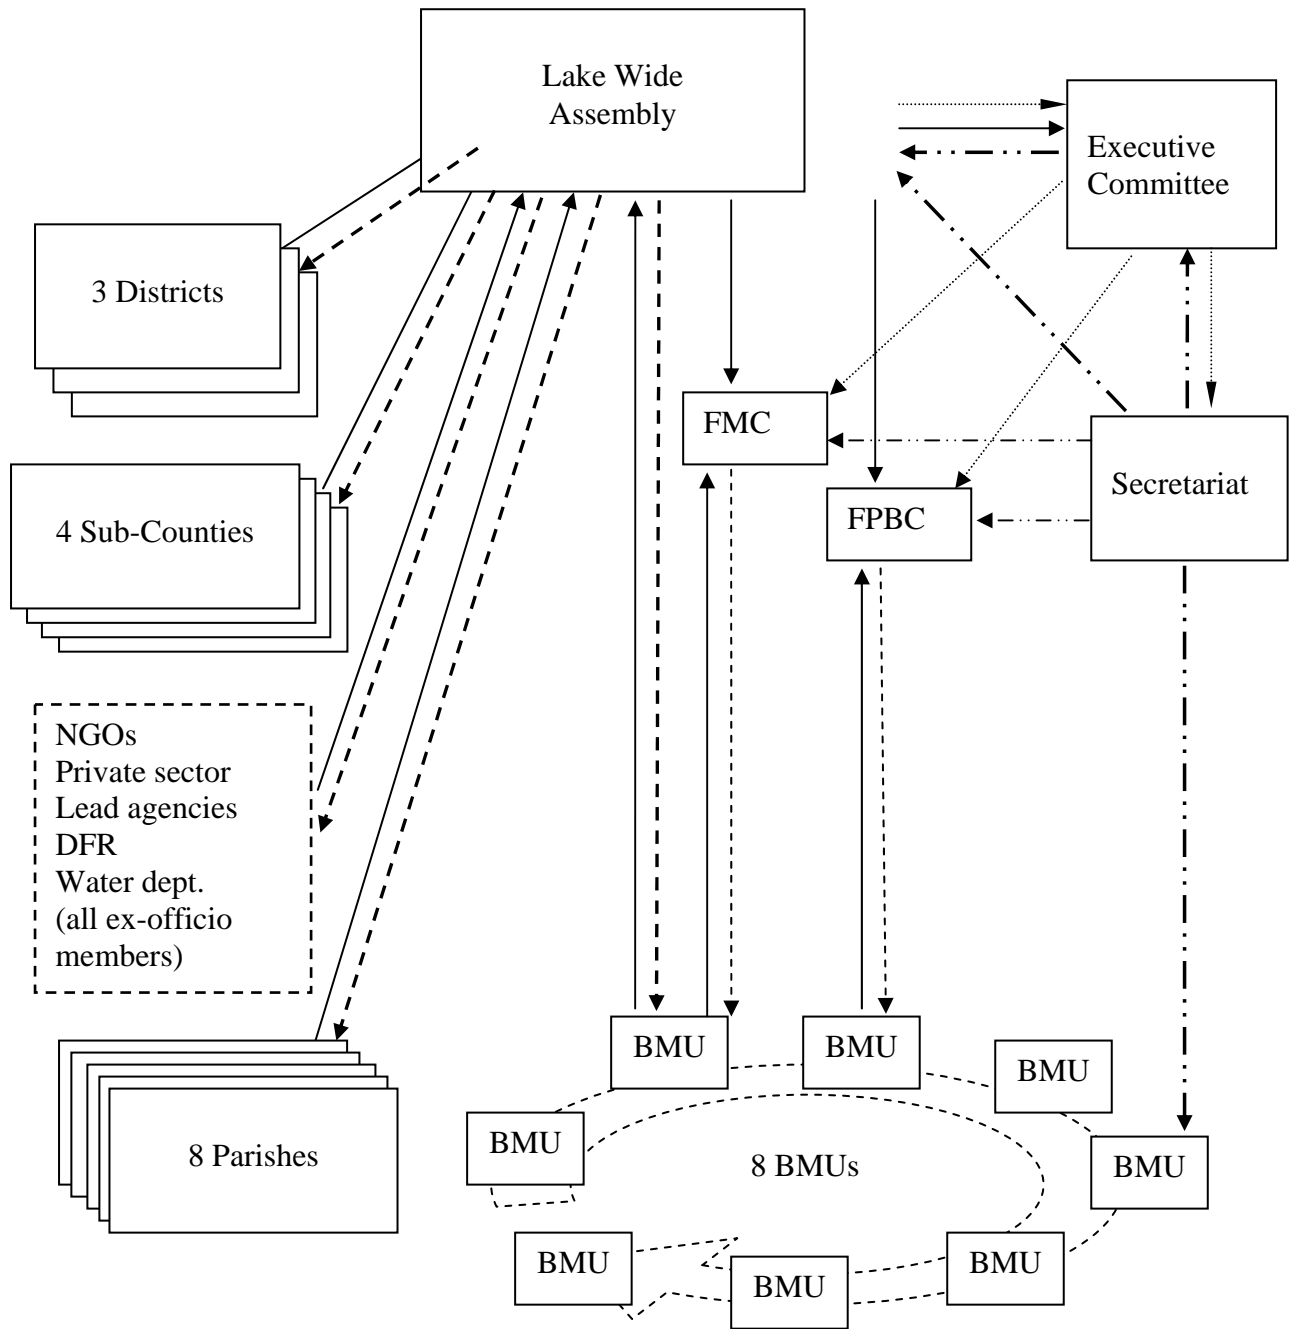 Lake Wide
Assembly
Executive
Committee
3 Districts
FMC
Secretariat
FPBC
4 Sub-Counties
NGOs
Private sector
Lead agencies
DFR
Water dept.
(all ex-officio
members)
BMU
BMU
BMU
BMU
8 BMUs
BMU
8 Parishes
BMU
BMU
BMU